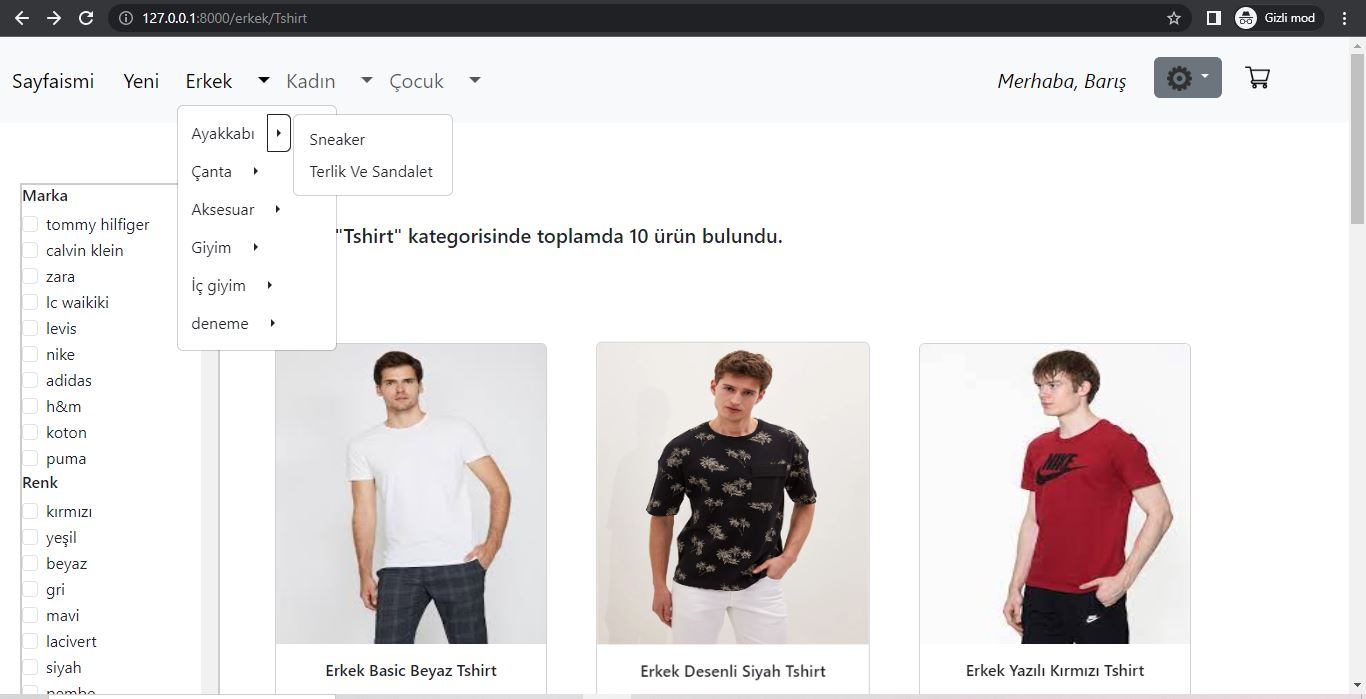 127.0.0.1:8000/erkek/Tshirt
Gizli mod
Sayfaismi Yeni Erkek Kadın Çocuk Merhaba, Barış
Ayakkabı
Çanta
Aksesuar
Giyim
İç giyim
deneme
Sneaker
Terlik Ve Sandalet
Marka
tommy hilfiger
calvin klein
zara
lc waikiki
levis
nike
adidas
h&m
koton
puma
Renk
kırmızı
yeşil
beyaz
gri
mavi
lacivert
siyah
pembe
"Tshirt" kategorisinde toplamda 10 ürün bulundu.
NIKE
Erkek Basic Beyaz Tshirt
Erkek Desenli Siyah Tshirt
Erkek Yazılı Kırmızı Tshirt